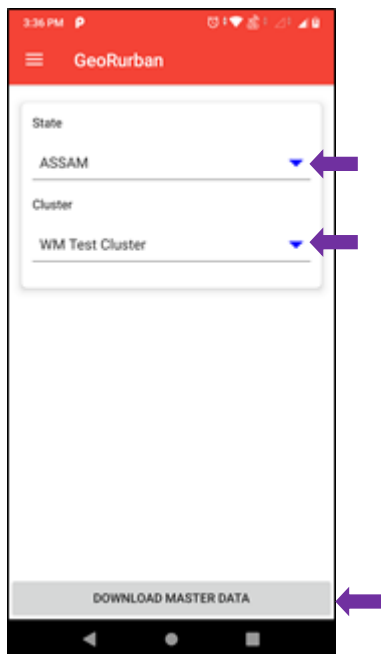 3:36 PM
GeoRurban
State
ASSAM
Cluster
WM Test Cluster
DOWNLOAD MASTER DATA